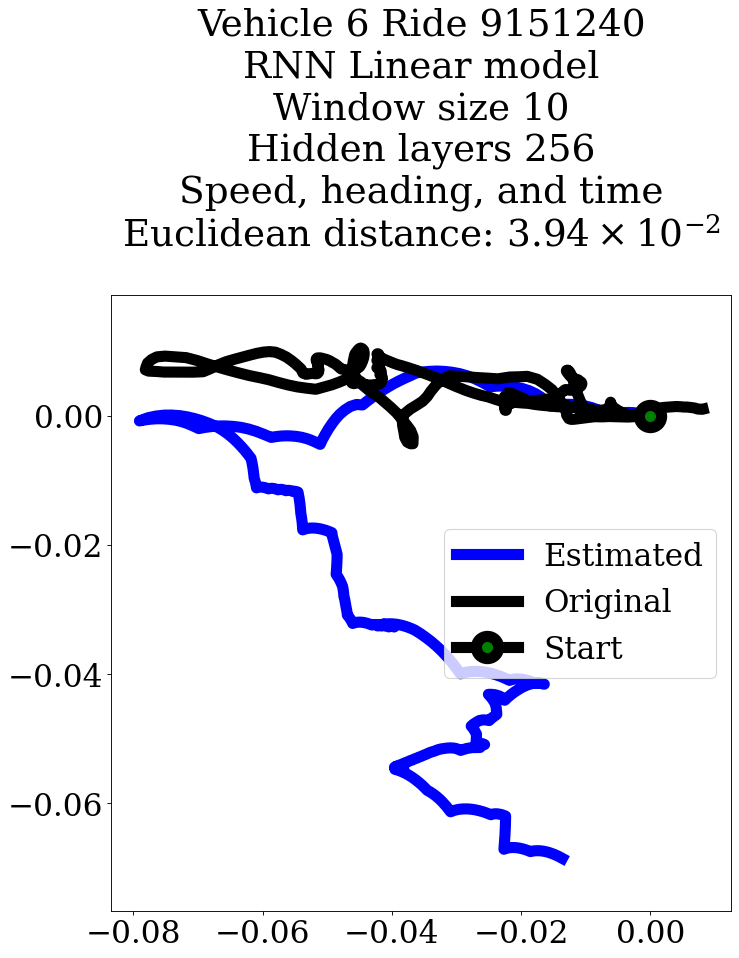 Vehicle 6 Ride 9151240
RNN Linear model
Window size 10
Hidden layers 256
Speed, heading, and time
Euclidean distance: 3.94 × 10⁻²
0.00
−0.02
−0.04
−0.06
Estimated
Original
Start
−0.08
−0.06
−0.04
−0.02
0.00